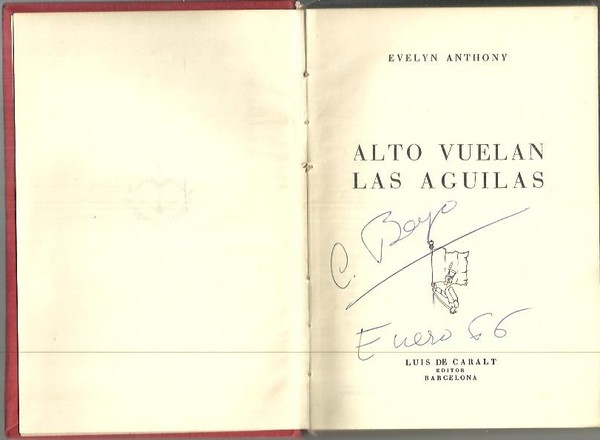 EVELYN ANTHONY
ALTO VUELAN
LAS AGUILAS
C. Bayo
Enero 66
LUIS DE CARALT
EDITOR
BARCELONA